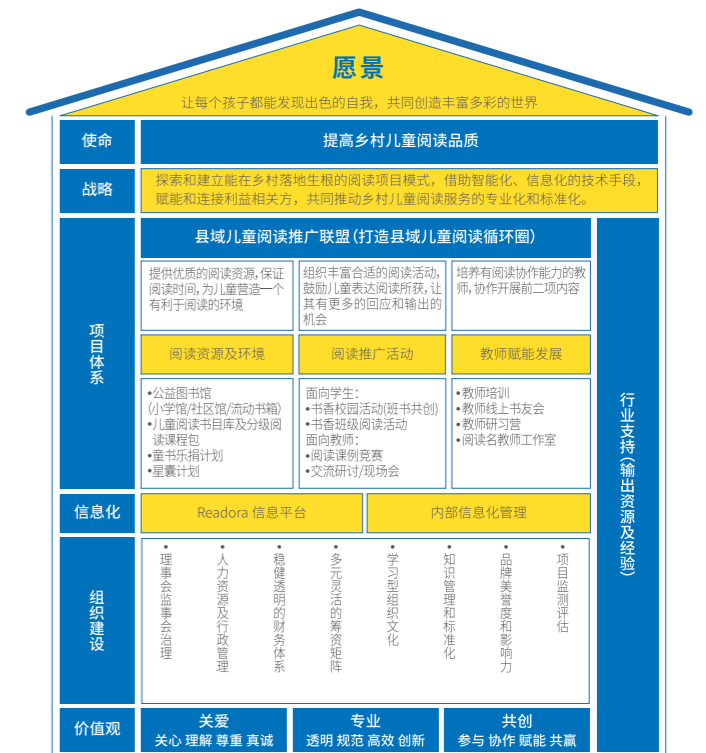 愿景
让每个孩子都能发现出色的自我，共同创造丰富多彩的世界
使命
提高乡村儿童阅读品质
战略
探索和建立能在乡村落地生根的阅读项目模式，借助智能化、信息化的技术手段，
赋能和连接利益相关方，共同推动乡村儿童阅读服务的专业化和标准化。
项目体系
县域儿童阅读推广联盟（打造县域儿童阅读循环圈）
提供优质的阅读资源，保证
阅读时间，为儿童营造一个
有利于阅读的环境
组织丰富合适的阅读活动，
鼓励儿童表达阅读所获，让
其有更多的回应和输出的
机会
培养有阅读协作能力的教
师，协作开展前二项内容
阅读资源及环境
阅读推广活动
教师赋能发展
•公益图书馆
（小学馆/社区馆/流动书箱）
•儿童阅读书目库及分级阅
读课程包
•童书乐捐计划
•星囊计划
面向学生：
•书香校园活动(班书共创)
•书香班级阅读活动
面向教师：
•阅读课例竞赛
•交流研讨/现场会
•教师培训
•教师线上书友会
•教师研习营
•阅读名教师工作室
行业支持（输出资源及经验）
信息化
Readora 信息平台
内部信息化管理
组织建设
•理事会监事会治理
•人力资源及行政管理
•稳健透明的财务体系
•多元灵活的筹资矩阵
•学习型组织文化
•知识管理和标准化
•品牌美誉度和影响力
•项目监测评估
价值观
关爱
关心 理解 尊重 真诚
专业
透明 规范 高效 创新
共创
参与 协作 赋能 共赢